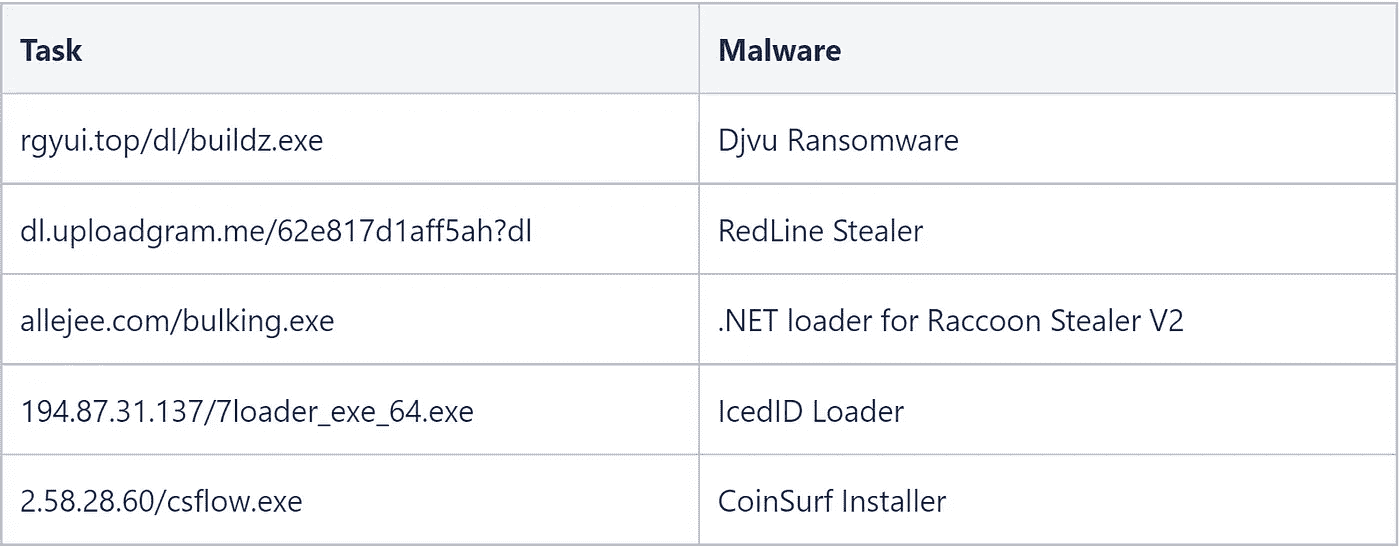 Task Malware
rgyui.top/dl/buildz.exe Djvu Ransomware
dl.uploadgram.me/62e817d1aff5ah?dl RedLine Stealer
allejee.com/bulking.exe .NET loader for Raccoon Stealer V2
194.87.31.137/7loader_exe_64.exe IcedID Loader
2.58.28.60/csflow.exe CoinSurf Installer